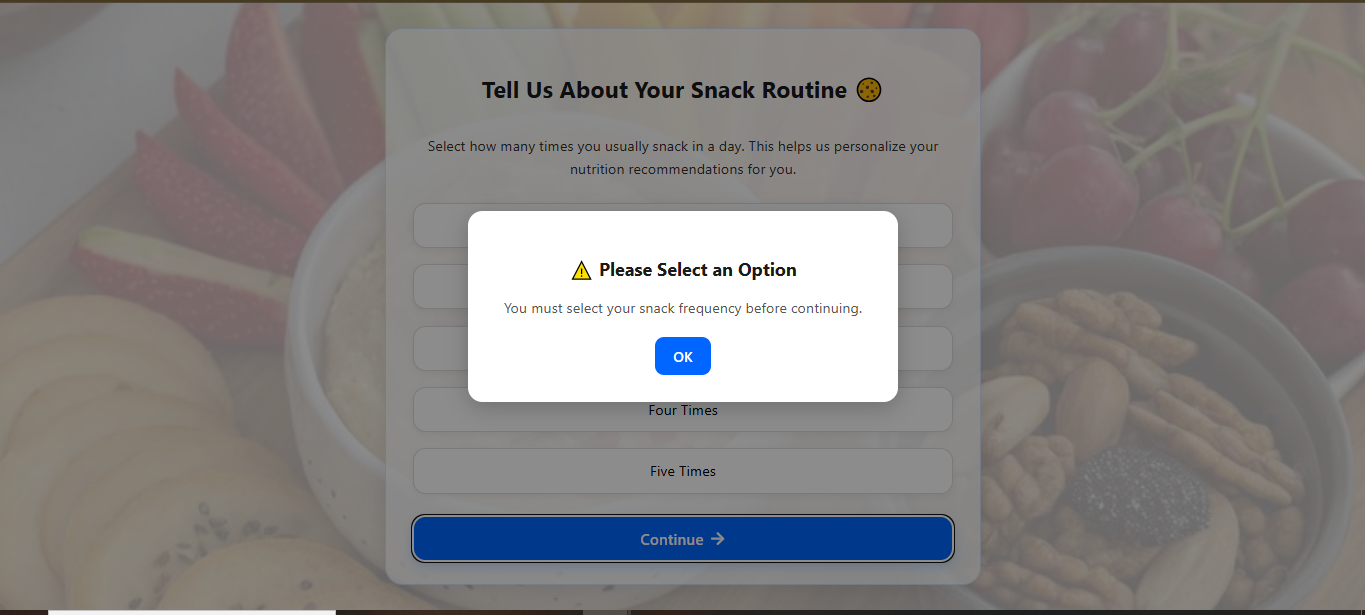 Tell Us About Your Snack Routine 🍪
Select how many times you usually snack in a day. This helps us personalize your
nutrition recommendations for you.
⚠ Please Select an Option
You must select your snack frequency before continuing.
OK
Four Times
Five Times
Continue →